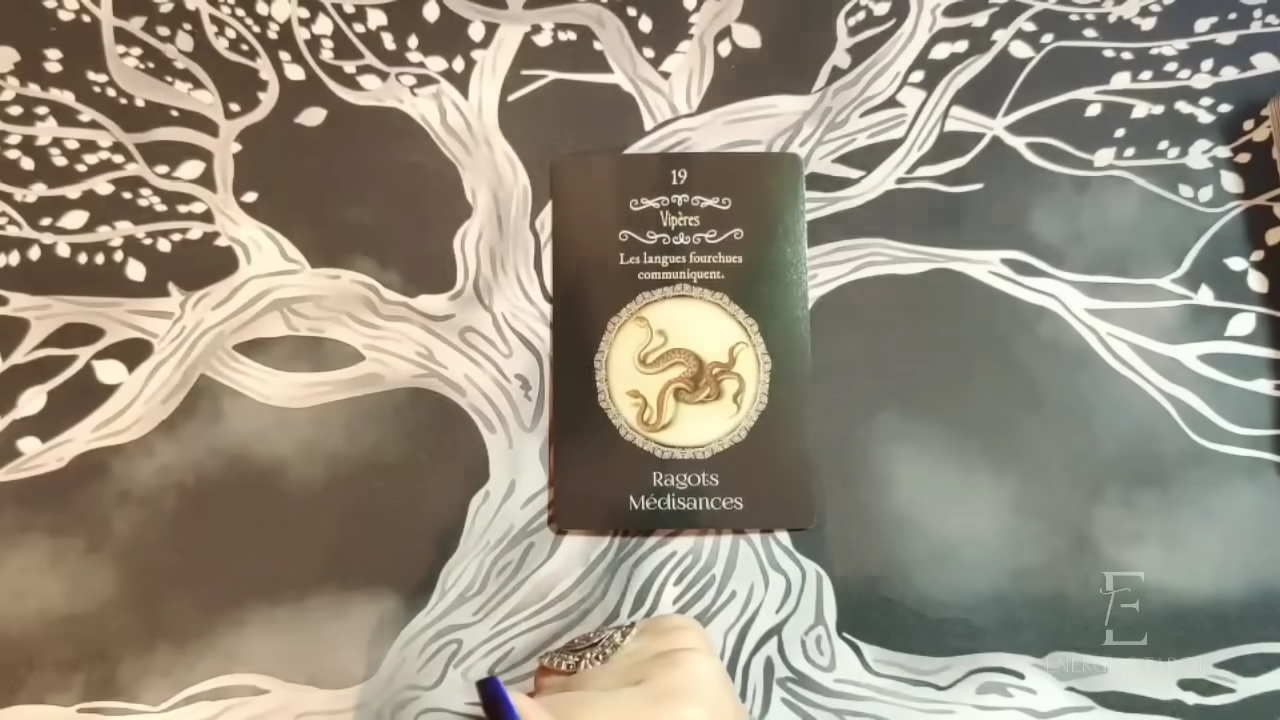 19
Vipères
Les langues fourchues
communiquent.
Ragots
Médisances
E